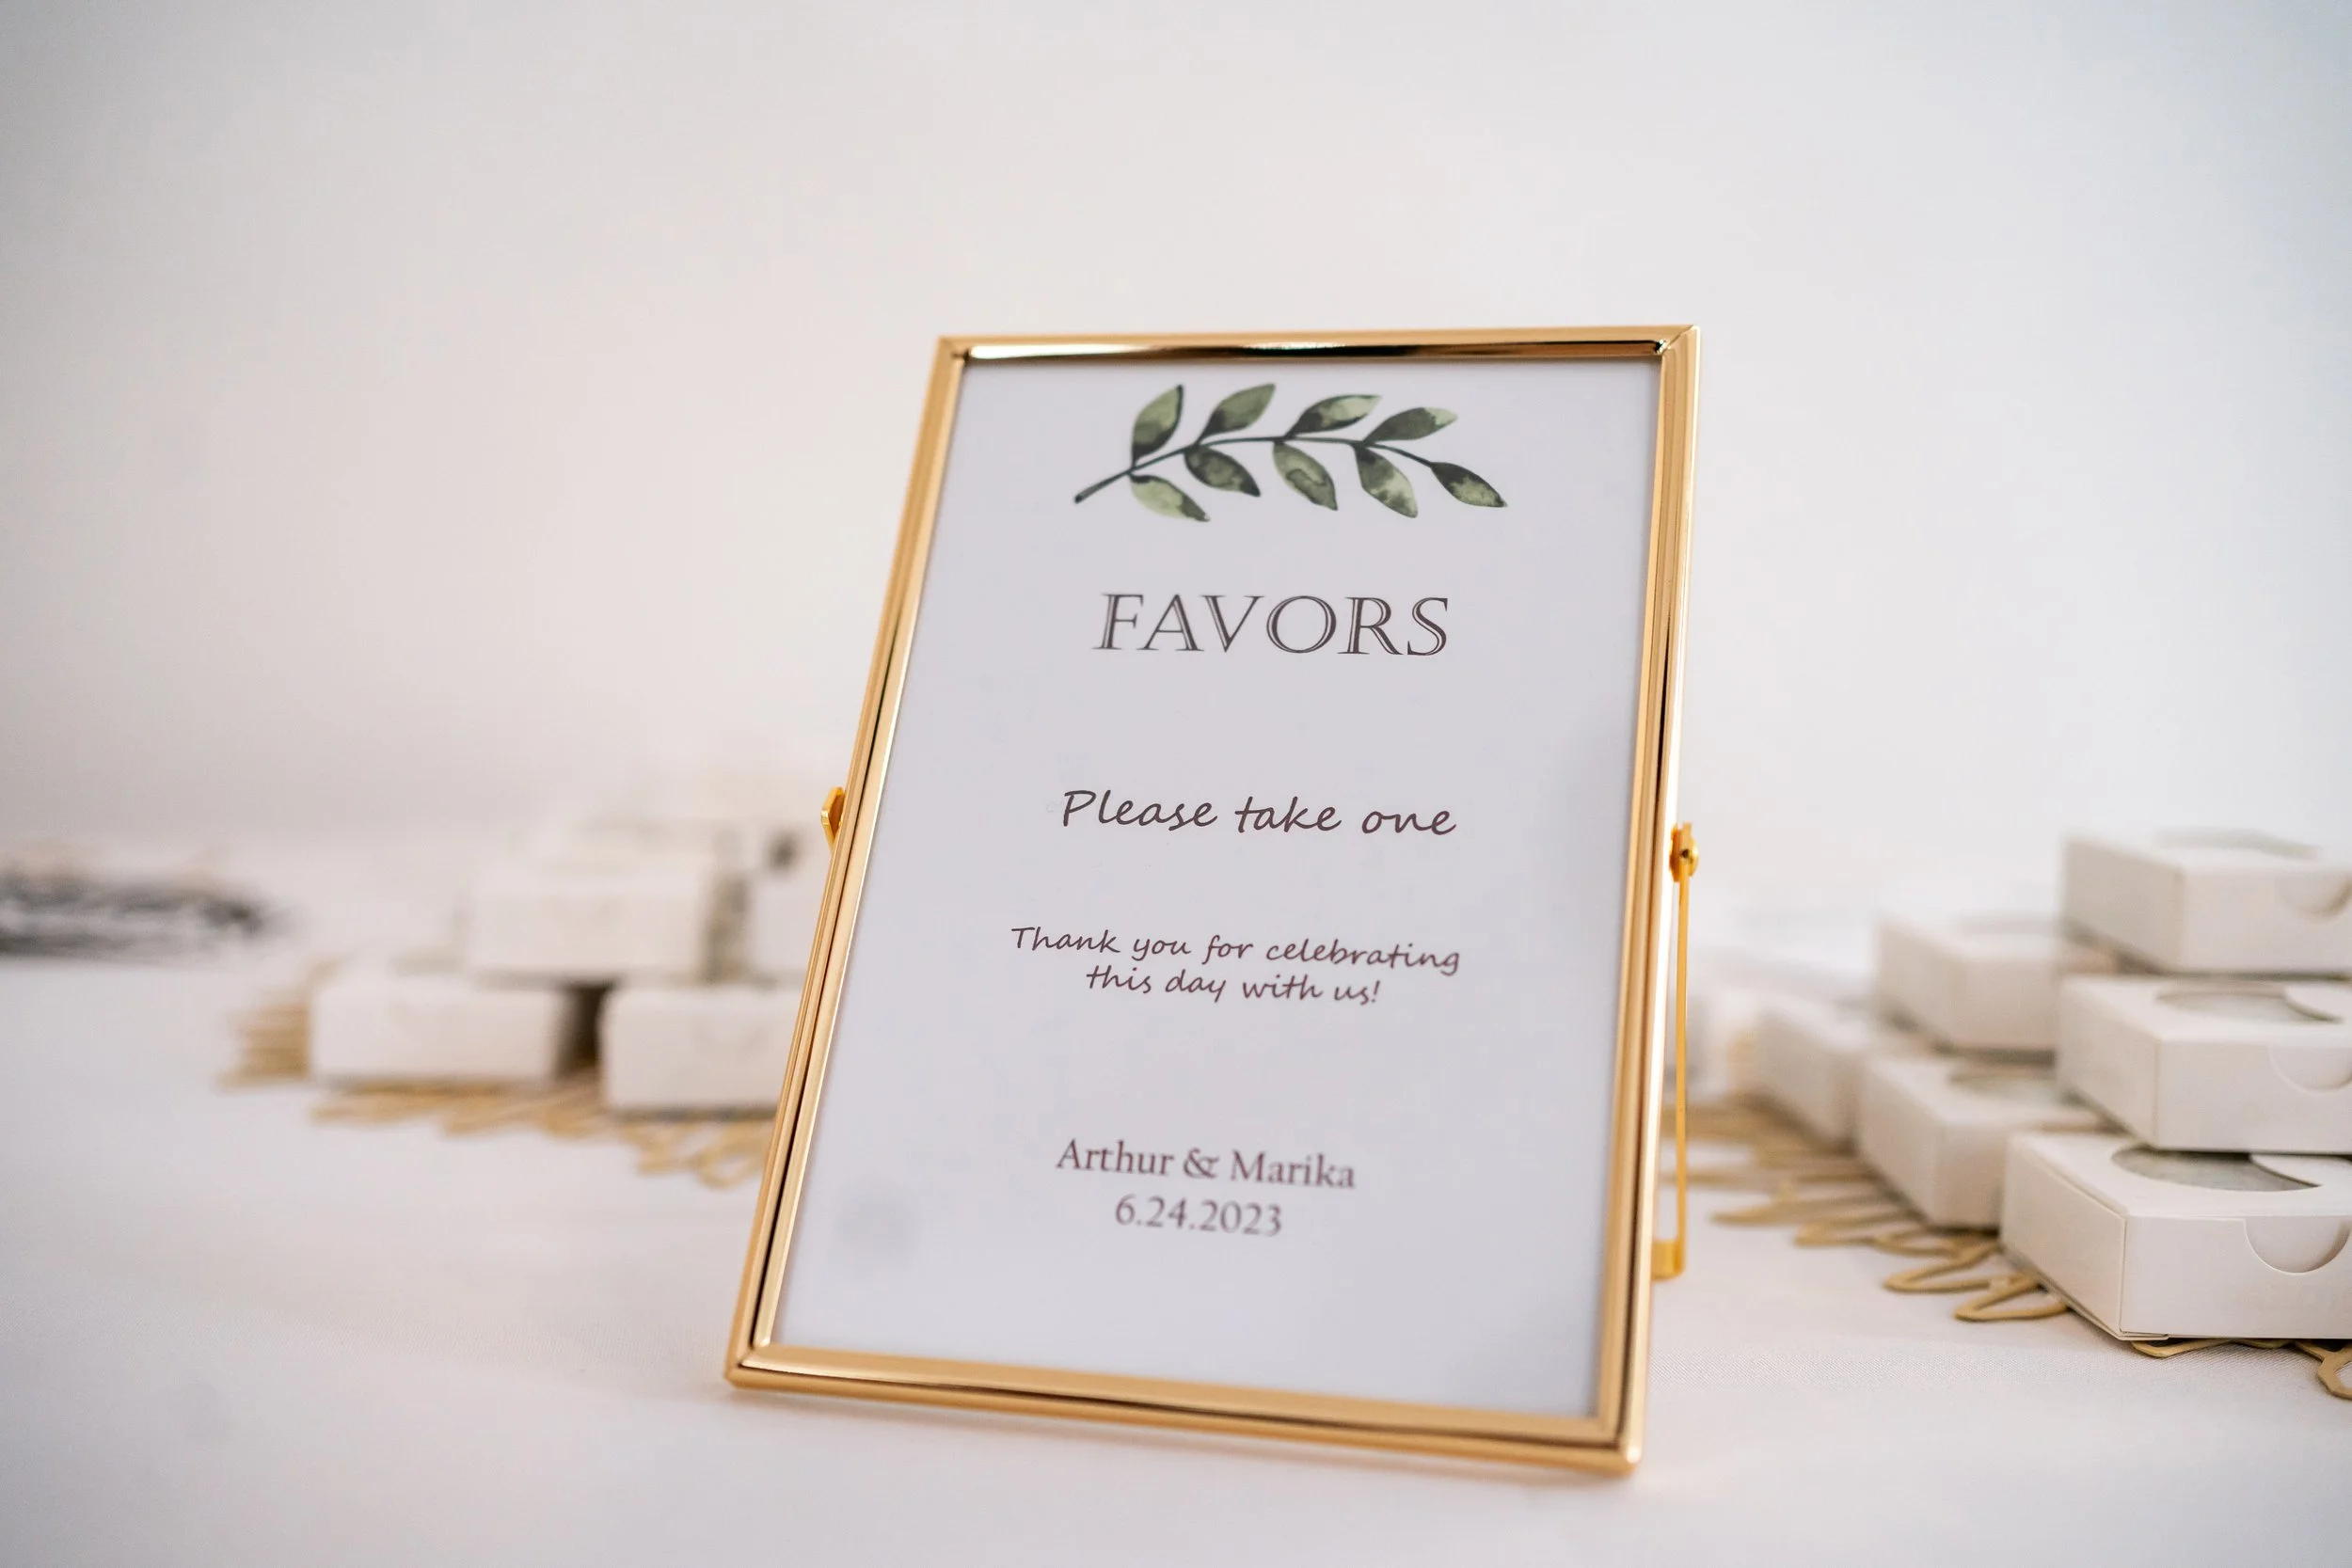 FAVORS
Please take one
Thank you for celebrating
this day with us!
Arthur & Marika
6.24.2023